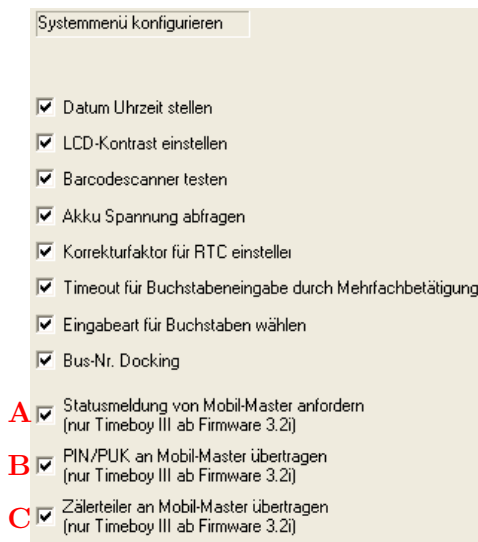 Systemmenü konfigurieren
Datum Uhrzeit stellen
LCD-Kontrast einstellen
Barcodescanner testen
Akku Spannung abfragen
Korrekturfaktor für RTC einsteller
Timeout für Buchstabeneingabe durch Mehrfachbetätigung
Eingabeart für Buchstaben wählen
Bus-Nr. Docking
A Statusmeldung von Mobil-Master anfordern
(nur Timeboy III ab Firmware 3.2i)
B PIN/PUK an Mobil-Master übertragen
(nur Timeboy III ab Firmware 3.2i)
C Zälerteiler an Mobil-Master übertragen
(nur Timeboy III ab Firmware 3.2i)